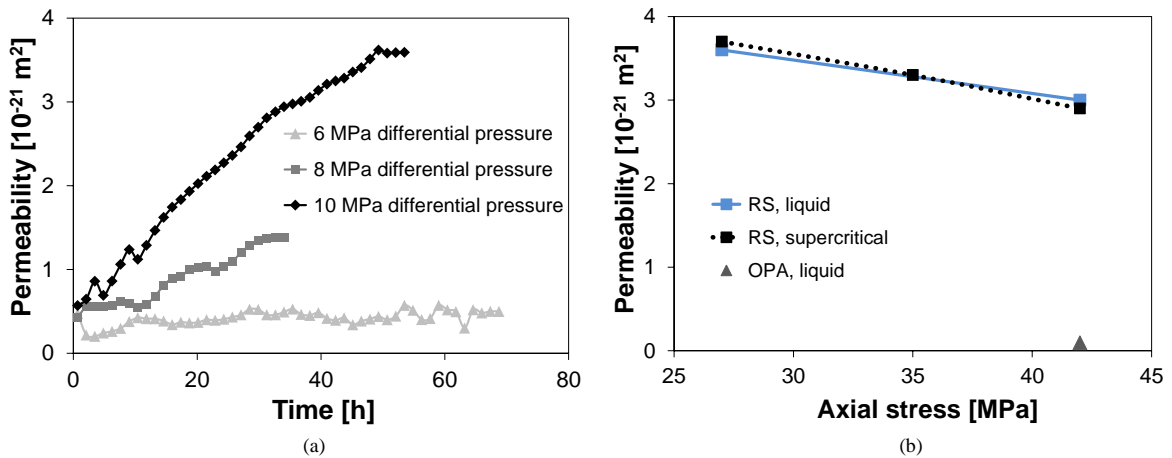 4
3
2
1
0
Permeability [10⁻²¹ m²]
6 MPa differential pressure
8 MPa differential pressure
10 MPa differential pressure
0 20 40 60 80
Time [h]
(a)
4
3
2
1
0
Permeability [10⁻²¹ m²]
RS, liquid
RS, supercritical
OPA, liquid
25 30 35 40 45
Axial stress [MPa]
(b)